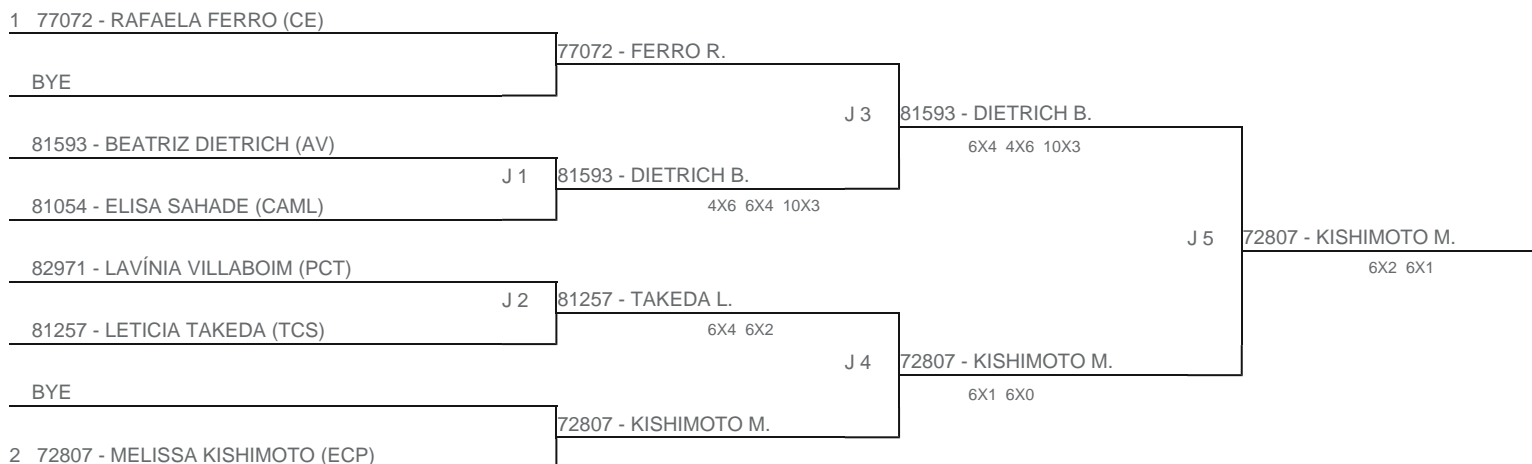 1 77072 - RAFAELA FERRO (CE)
77072 - FERRO R.
BYE
J 3
81593 - DIETRICH B.
6X4 4X6 10X3
81593 - BEATRIZ DIETRICH (AV)
J 1
81593 - DIETRICH B.
4X6 6X4 10X3
81054 - ELISA SAHADE (CAML)
J 5
72807 - KISHIMOTO M.
6X2 6X1
82971 - LAVÍNIA VILLABOIM (PCT)
J 2
81257 - TAKEDA L.
6X4 6X2
81257 - LETICIA TAKEDA (TCS)
J 4
72807 - KISHIMOTO M.
6X1 6X0
BYE
72807 - KISHIMOTO M.
2 72807 - MELISSA KISHIMOTO (ECP)